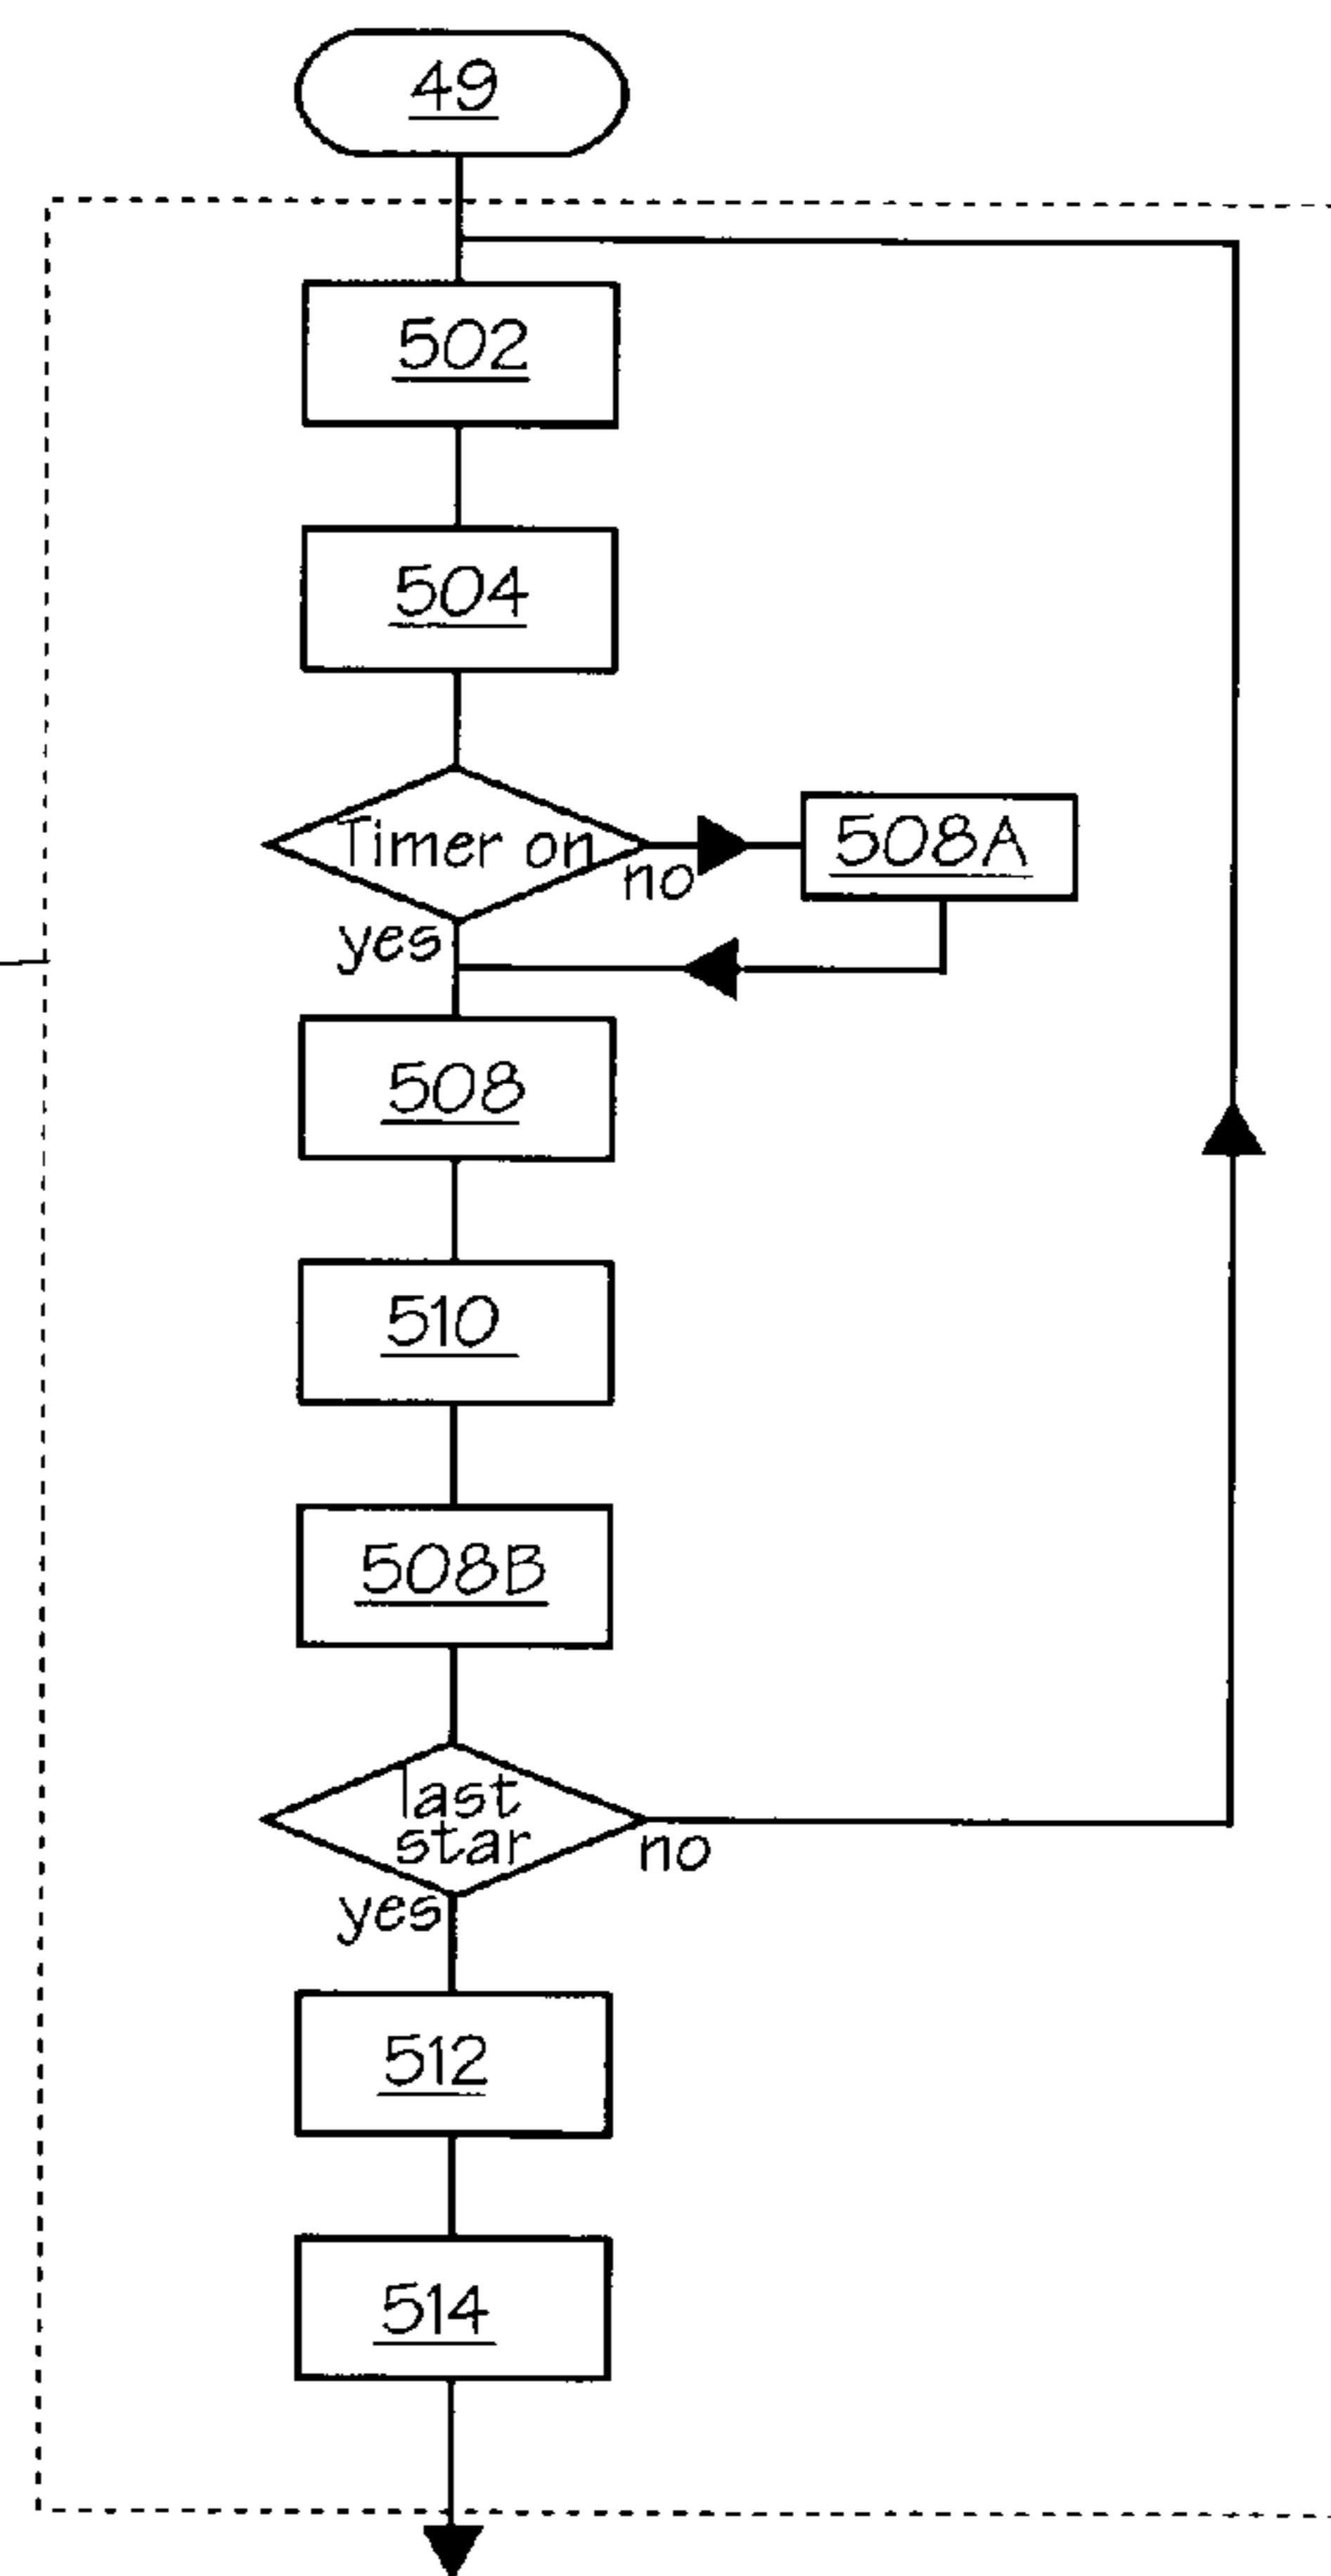 49
502
504
Timer on
no
508A
yes
508
510
508B
last
star
no
yes
512
514